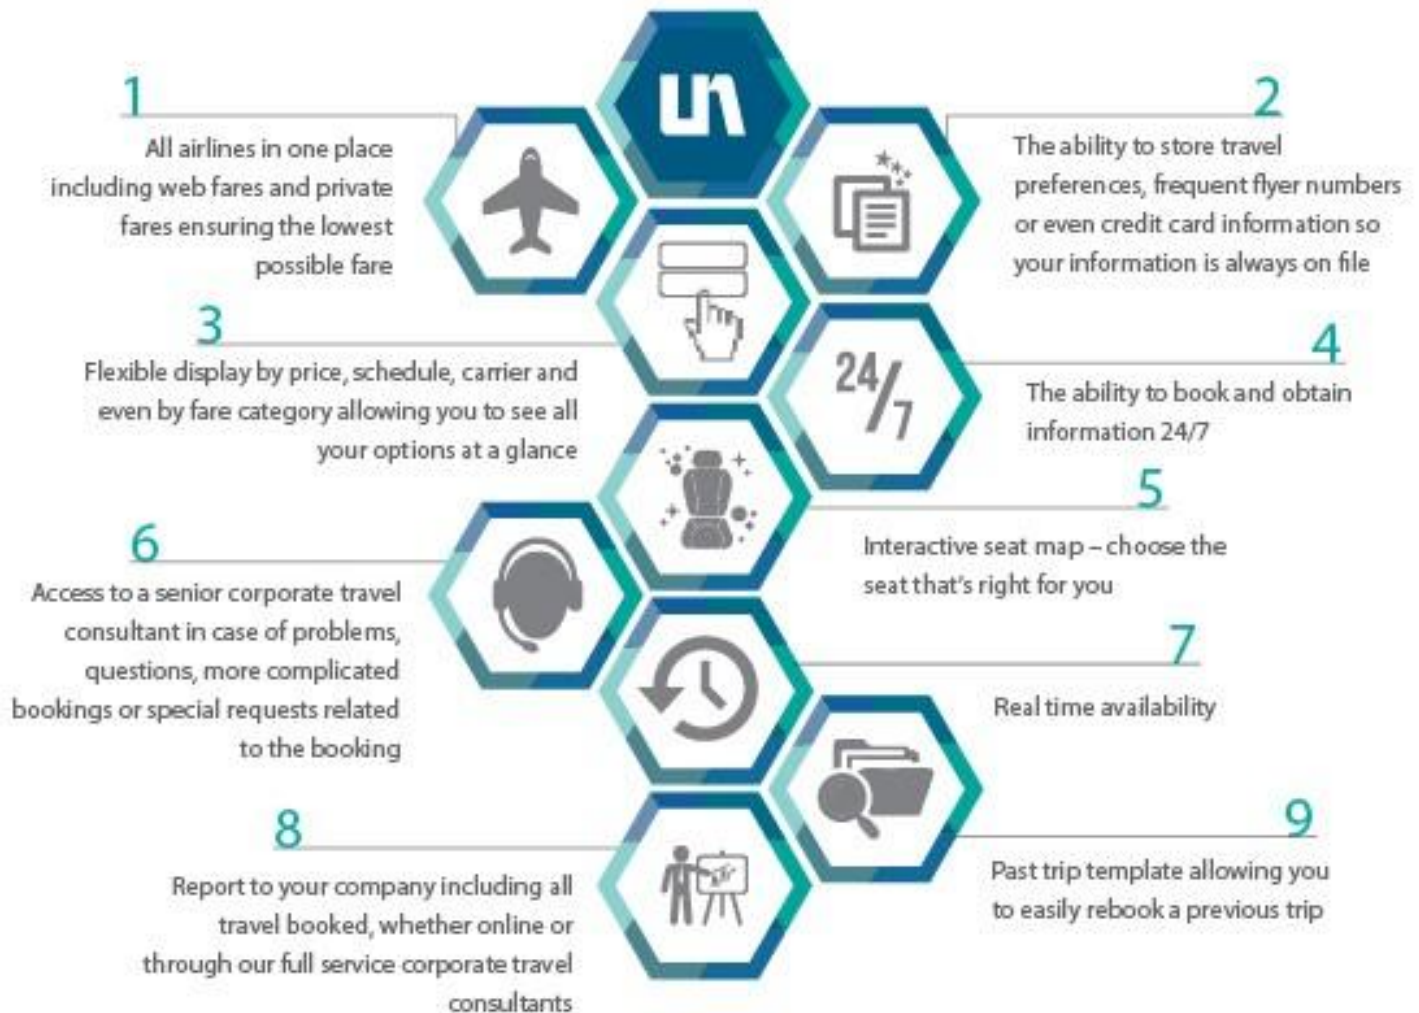 un
1
All airlines in one place
including web fares and private
fares ensuring the lowest
possible fare
2
The ability to store travel
preferences, frequent flyer numbers
or even credit card information so
your information is always on file
3
Flexible display by price, schedule, carrier and
even by fare category allowing you to see all
your options at a glance
24/7
4
The ability to book and obtain
information 24/7
5
Interactive seat map – choose the
seat that's right for you
6
Access to a senior corporate travel
consultant in case of problems,
questions, more complicated
bookings or special requests related
to the booking
7
Real time availability
8
Report to your company including all
travel booked, whether online or
through our full service corporate travel
consultants
9
Past trip template allowing you
to easily rebook a previous trip